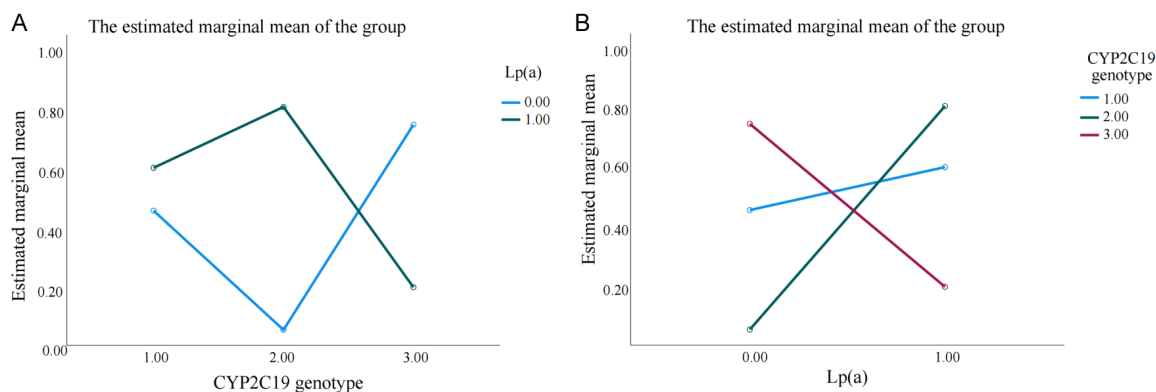 A
The estimated marginal mean of the group
Estimated marginal mean
1.00
0.80
0.60
0.40
0.20
0.00
1.00
2.00
3.00
CYP2C19 genotype
Lp(a)
0.00
1.00
B
The estimated marginal mean of the group
Estimated marginal mean
1.00
0.80
0.60
0.40
0.20
0.00
1.00
Lp(a)
CYP2C19
genotype
1.00
2.00
3.00